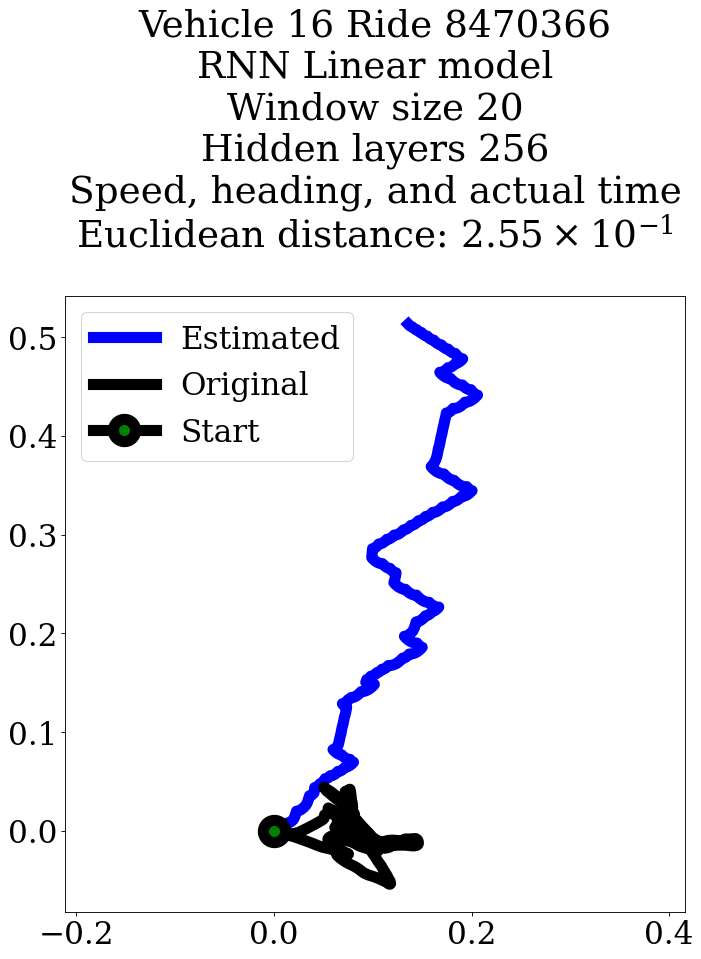 Vehicle 16 Ride 8470366
RNN Linear model
Window size 20
Hidden layers 256
Speed, heading, and actual time
Euclidean distance: 2.55 × 10⁻¹
Estimated
Original
Start
0.5
0.4
0.3
0.2
0.1
0.0
−0.2 0.0 0.2 0.4